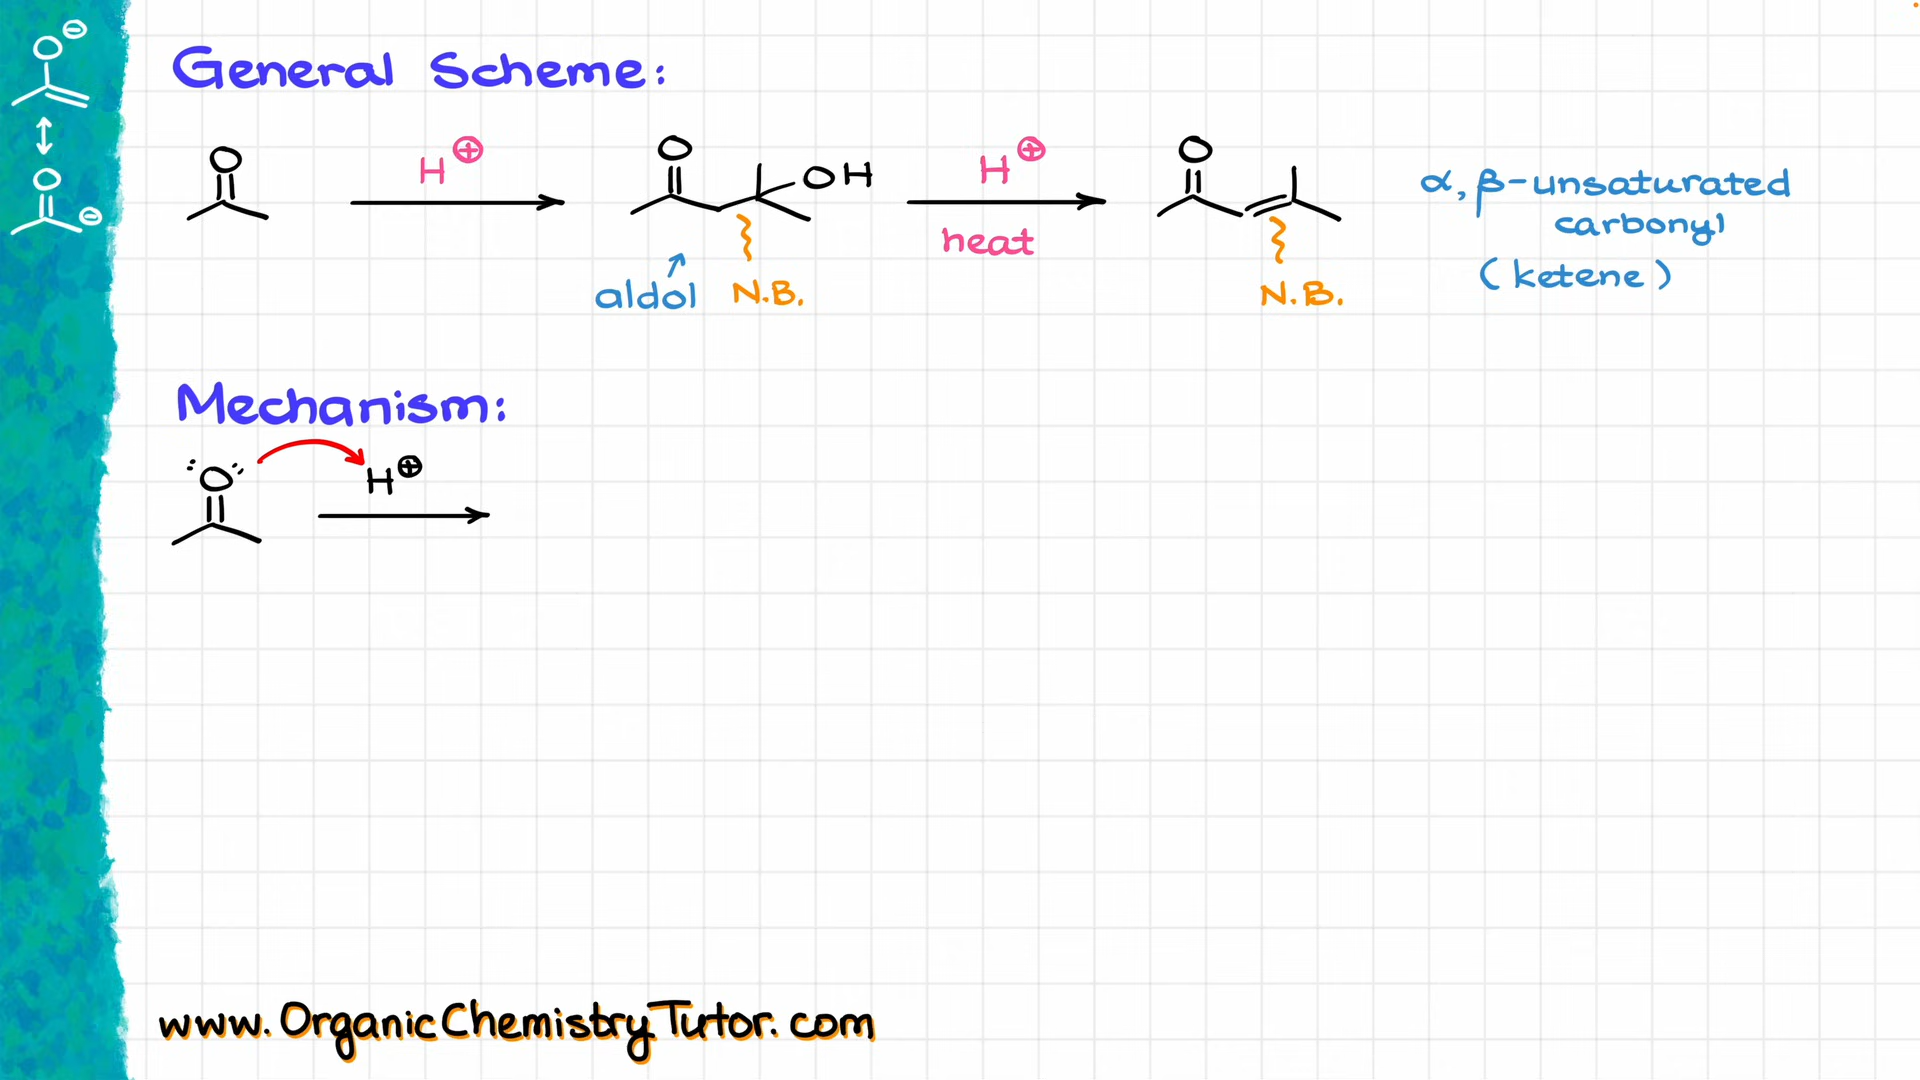 General Scheme:
O
⊖
O
⊖
O
H⊕
O
OH
H⊕
heat
O
α, β-unsaturated
carbonyl
(ketene)
aldol
N.B.
N.B.
Mechanism:
:O:
H⊕
www.OrganicChemistryTutor.com